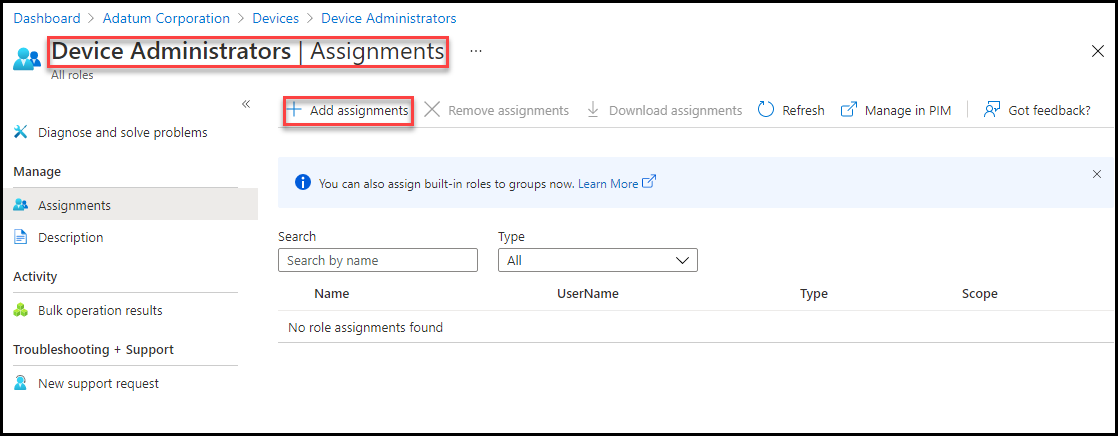 Dashboard > Adatum Corporation > Devices > Device Administrators
Device Administrators | Assignments ...
All roles
Add assignments Remove assignments Download assignments Refresh Manage in PIM Got feedback?
Diagnose and solve problems
Manage
Assignments
Description
Activity
Bulk operation results
Troubleshooting + Support
New support request
You can also assign built-in roles to groups now. Learn More
Search Type
Search by name All
Name UserName Type Scope
No role assignments found